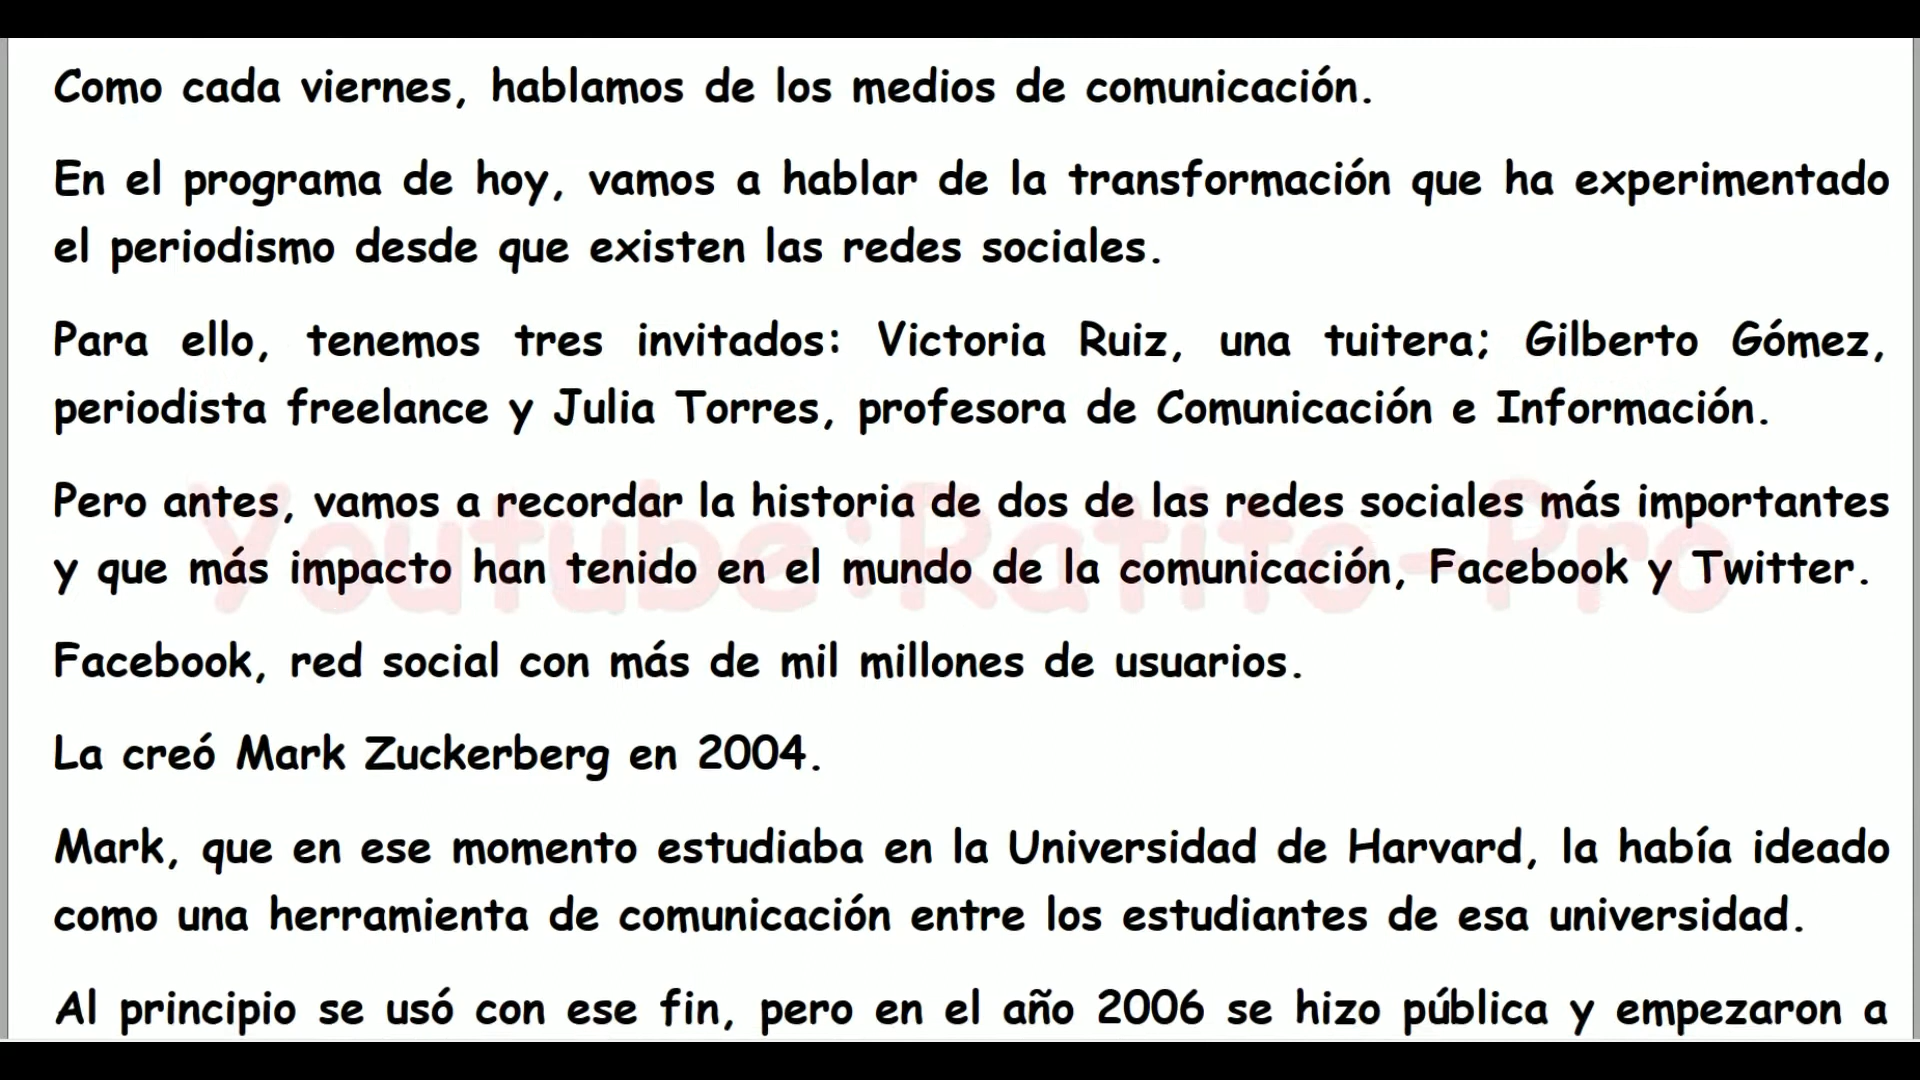 Como cada viernes, hablamos de los medios de comunicación.
En el programa de hoy, vamos a hablar de la transformación que ha experimentado
el periodismo desde que existen las redes sociales.
Para ello, tenemos tres invitados: Victoria Ruiz, una tuitera; Gilberto Gómez,
periodista freelance y Julia Torres, profesora de Comunicación e Información.
Pero antes, vamos a recordar la historia de dos de las redes sociales más importantes
y que más impacto han tenido en el mundo de la comunicación, Facebook y Twitter.
Youtube:Ratito-Pro
Facebook, red social con más de mil millones de usuarios.
La creó Mark Zuckerberg en 2004.
Mark, que en ese momento estudiaba en la Universidad de Harvard, la había ideado
como una herramienta de comunicación entre los estudiantes de esa universidad.
Al principio se usó con ese fin, pero en el año 2006 se hizo pública y empezaron a